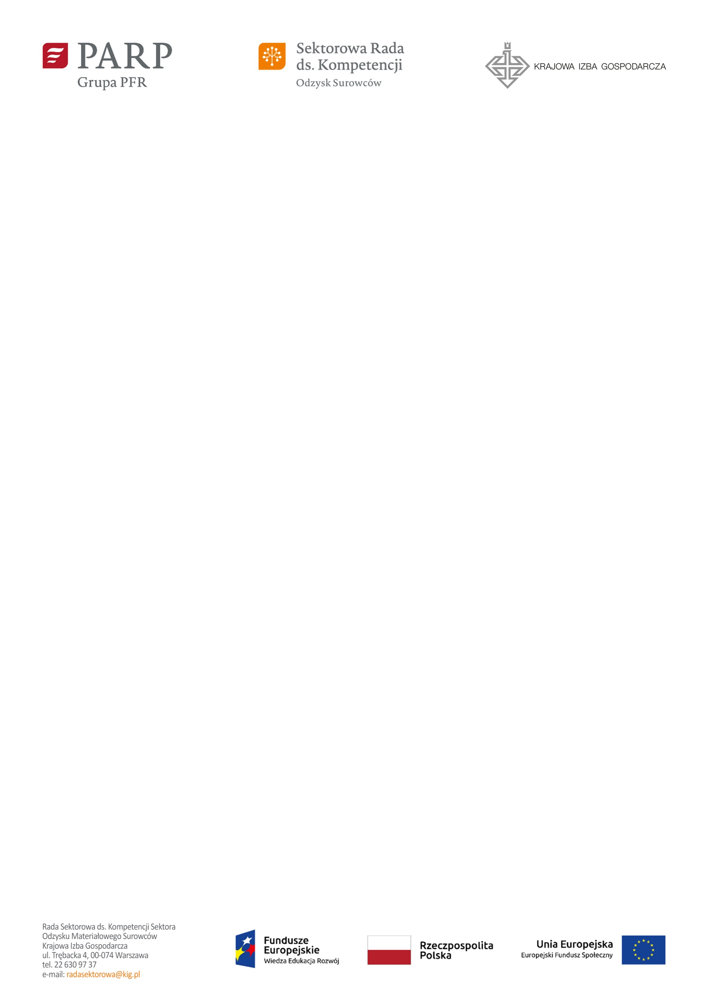 PARP
Grupa PFR
Sektorowa Rada
ds. Kompetencji
Odzysk Surowców
KRAJOWA IZBA GOSPODARCZA
Rada Sektorowa ds. Kompetencji Sektora
Odzysku Materiałowego Surowców
Krajowa Izba Gospodarcza
ul. Trębacka 4, 00-074 Warszawa
tel. 22 630 97 37
e-mail: radasektorowa@kig.pl
Fundusze
Europejskie
Wiedza Edukacja Rozwój
Rzeczpospolita
Polska
Unia Europejska
Europejski Fundusz Społeczny